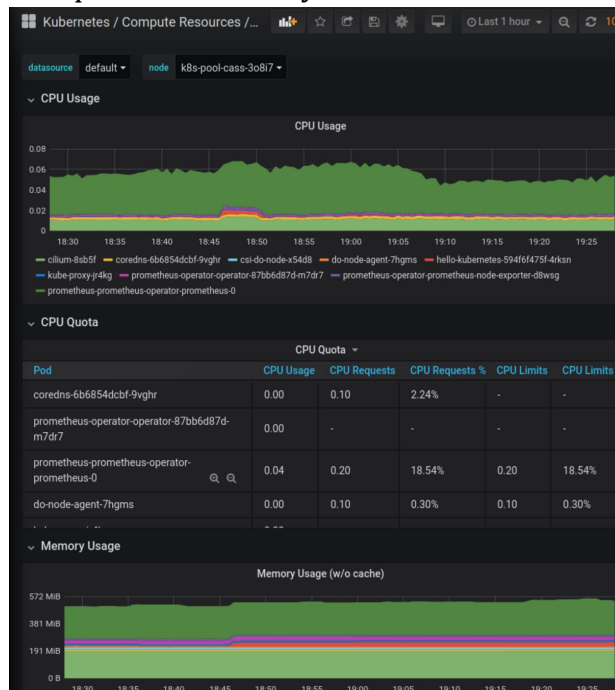 Kubernetes / Compute Resources /... Last 1 hour 10
datasource default node k8s-pool-cass-3o8i7
CPU Usage
CPU Usage
0.08
0.06
0.04
0.02
0
18:30 18:35 18:40 18:45 18:50 18:55 19:00 19:05 19:10 19:15 19:20 19:25
cilium-8sb5f coredns-6b6854dcbf-9vghr csi-do-node-x54d8 do-node-agent-7hgms hello-kubernetes-594f6f475f-4rksn
kube-proxy-jr4kg prometheus-operator-operator-87bb6d87d-m7dr7 prometheus-operator-prometheus-node-exporter-d8wsg
prometheus-prometheus-operator-prometheus-0
CPU Quota
CPU Quota
Pod CPU Usage CPU Requests CPU Requests % CPU Limits CPU Limits
coredns-6b6854dcbf-9vghr 0.00 0.10 2.24% - -
prometheus-operator-operator-87bb6d87d-
m7dr7 0.00 - - - -
prometheus-prometheus-operator-
prometheus-0 0.04 0.20 18.54% 0.20 18.54%
do-node-agent-7hgms 0.00 0.10 0.30% 0.10 0.30%
Memory Usage
Memory Usage (w/o cache)
572 MiB
381 MiB
191 MiB
0 B
18:30 18:35 18:40 18:45 18:50 18:55 19:00 19:05 19:10 19:15 19:20 19:25